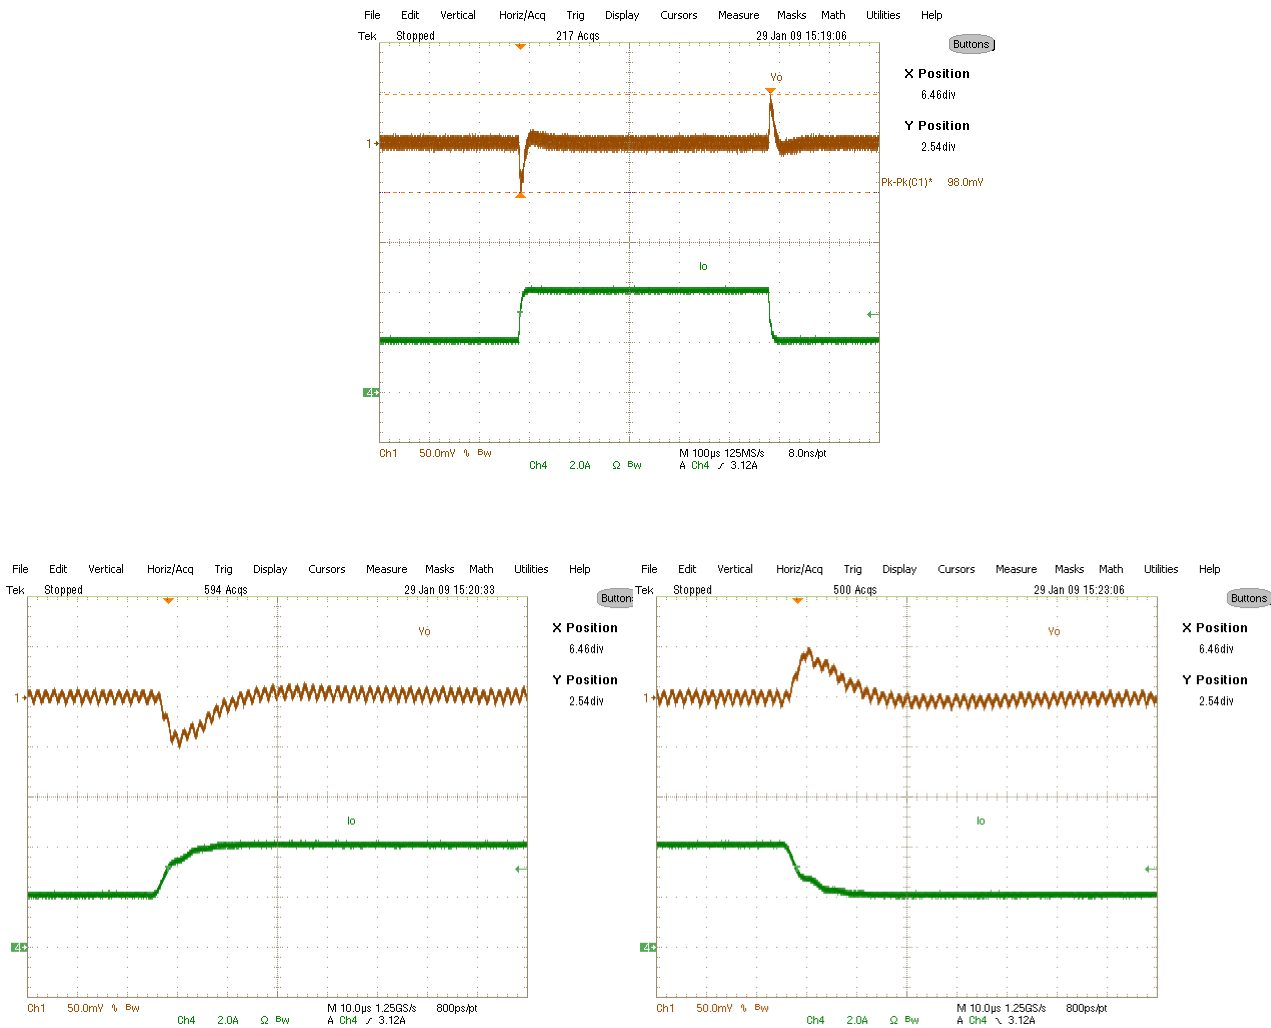 File Edit Vertical Horiz/Acq Trig Display Cursors Measure Masks Math Utilities Help
Tek Stopped 217 Acqs 29 Jan 09 15:19:06
Buttons
X Position
6.46div
Y Position
2.54div
Pk-Pk(C1)* 98.0mV
Vo
1
Io
4
Ch1 50.0mV % Bw M 100µs 125MS/s 8.0ns/pt
Ch4 2.0A Ω Bw A Ch4 3.12A
File Edit Vertical Horiz/Acq Trig Display Cursors Measure Masks Math Utilities Help
Tek Stopped 594 Acqs 29 Jan 09 15:20:33
Button
X Position
6.46div
Y Position
2.54div
Vo
1
Io
4
Ch1 50.0mV % Bw M 10.0µs 1.25GS/s 800ps/pt
Ch4 2.0A Ω Bw A Ch4 3.12A
File Edit Vertical Horiz/Acq Trig Display Cursors Measure Masks Math Utilities Help
Tek Stopped 500 Acqs 29 Jan 09 15:23:06
Buttons
X Position
6.46div
Y Position
2.54div
Vo
1
Io
4
Ch1 50.0mV % Bw M 10.0µs 1.25GS/s 800ps/pt
Ch4 2.0A Ω Bw A Ch4 3.12A